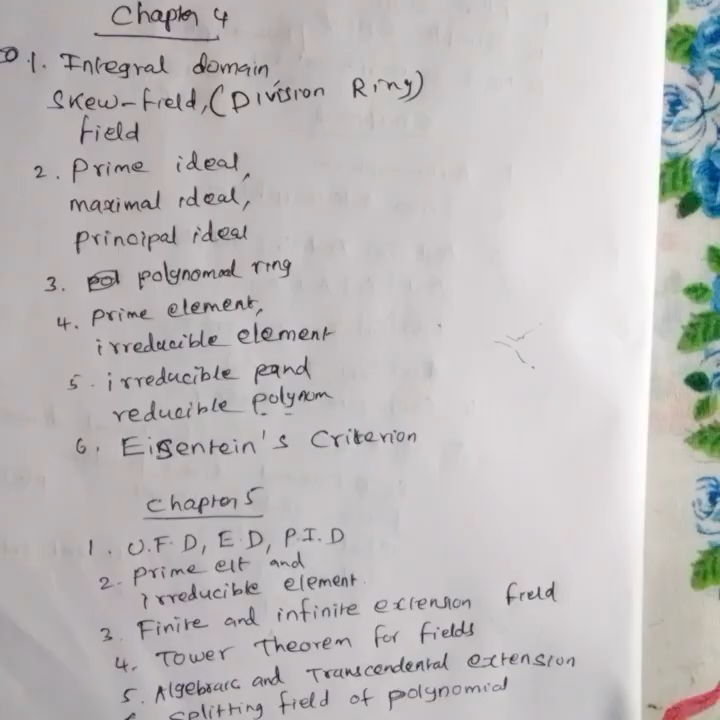 Chapter 4
1. Integral domain,
Skew-field, (Division Ring)
field
2. Prime ideal,
maximal ideal,
principal ideal
3. polynomal ring
4. prime element,
irreducible element
5. irreducible and
reducible polynom
6. Eisentein's Criterion
Chapter 5
1. U.F.D, E.D, P.I.D
2. prime elt and
irreducible element.
3. Finite and infinite extension field
4. Tower Theorem for fields
5. Algebraic and Transcendental extension
6. splitting field of polynomial